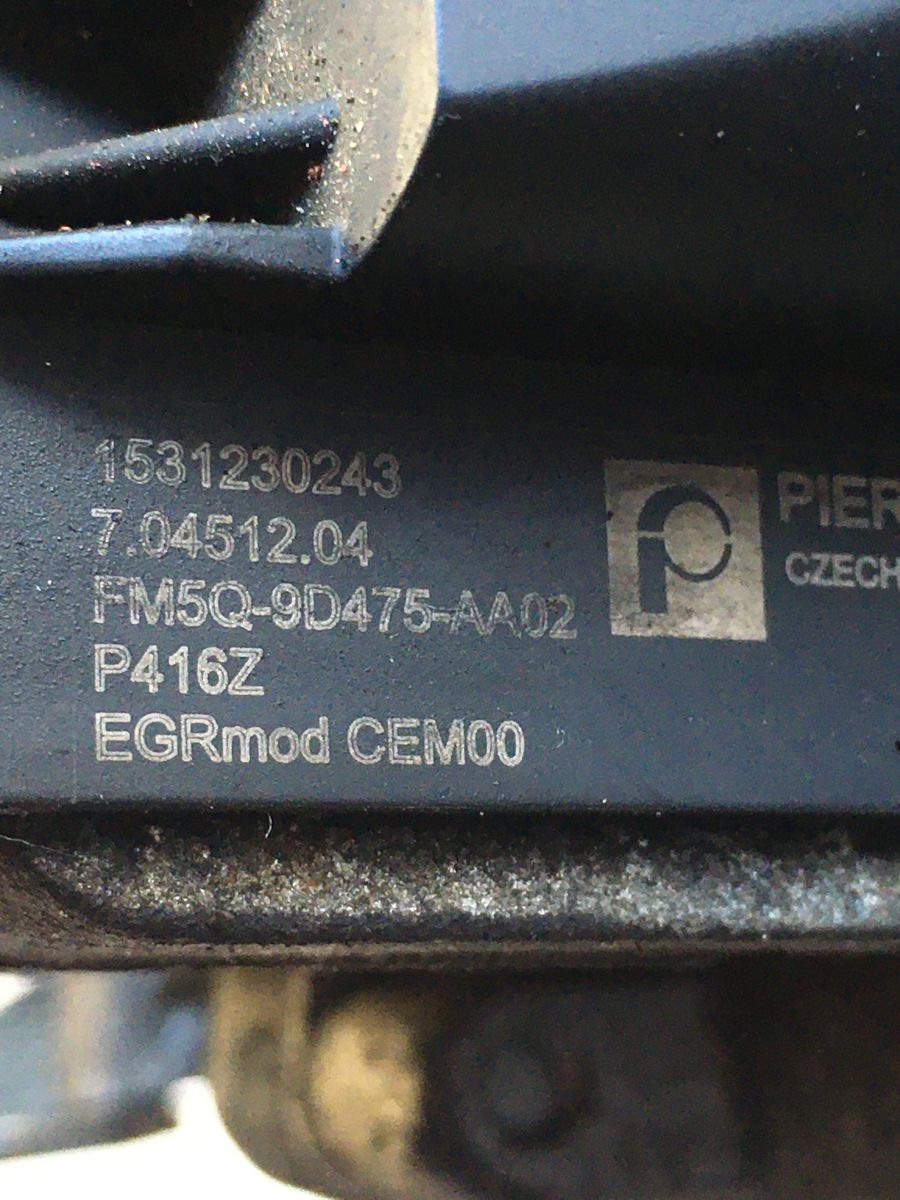 1531230243
7.04512.04
FM5Q-9D475-AA02
P416Z
EGRmod CEM00
PIER
CZECH